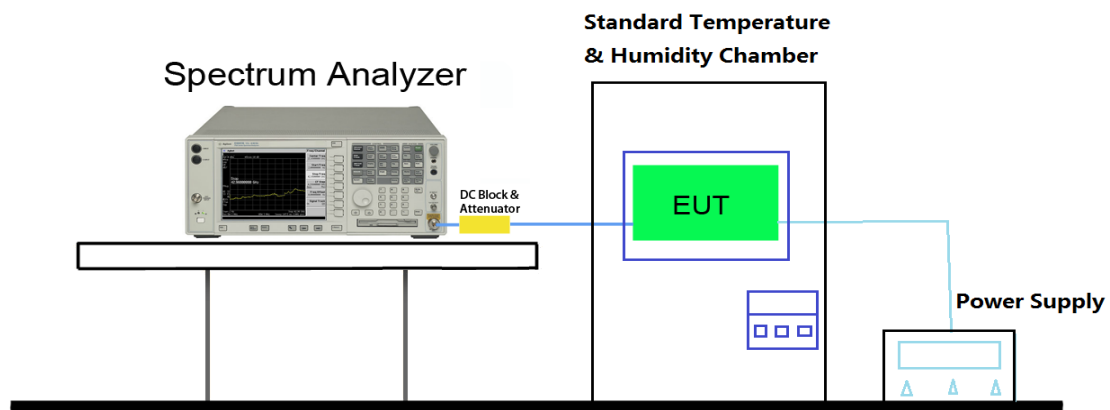 Standard Temperature
& Humidity Chamber
Spectrum Analyzer
DC Block &
Attenuator
EUT
Power Supply